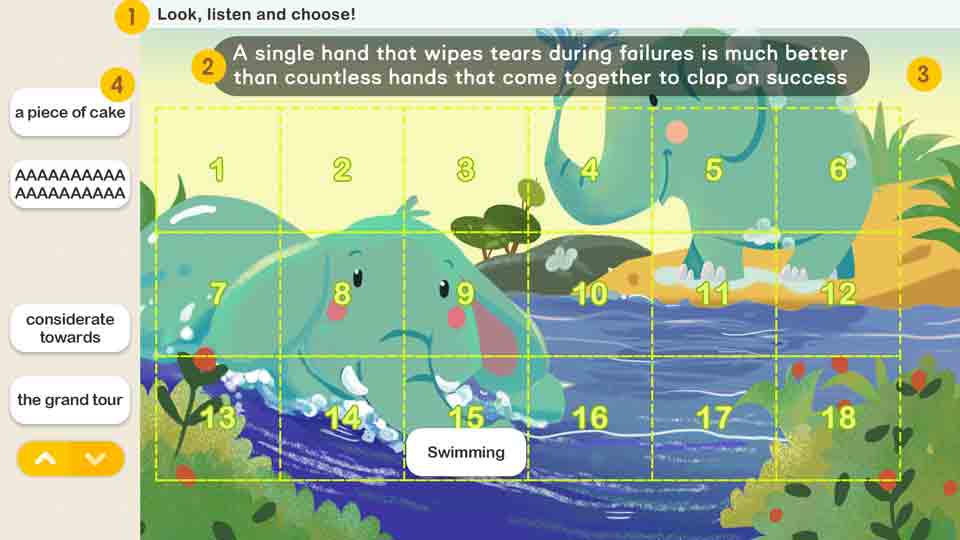 1
Look, listen and choose!
2
A single hand that wipes tears during failures is much better
than countless hands that come together to clap on success
3
4
a piece of cake
AAAAAAAAAA
AAAAAAAAAA
considerate
towards
the grand tour
1 2 3 4 5 6
7 8 9 10 11 12
13 14 15 16 17 18
Swimming